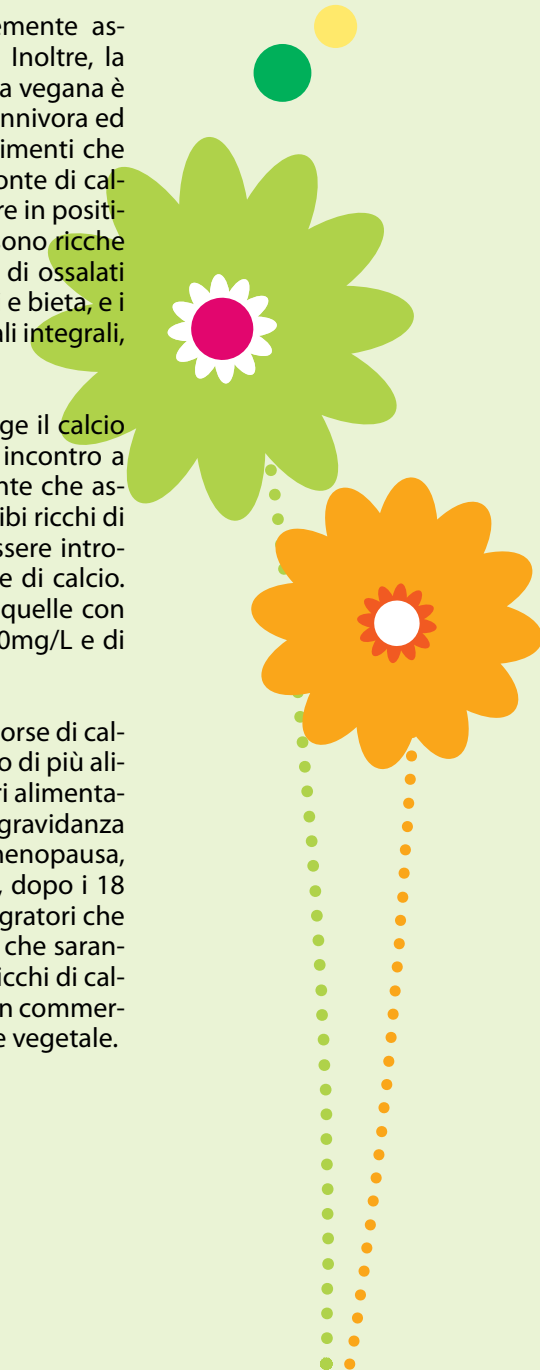 emente as-
Inoltre, la
a vegana è
nnivora ed
imenti che
onte di cal-
re in positi-
sono ricche
di ossalati
e bieta, e i
li integrali,
ge il calcio
incontro a
nte che as-
ibi ricchi di
ssere intro-
e di calcio.
quelle con
0mg/L e di
orse di cal-
o di più ali-
ri alimenta-
gravidanza
menopausa,
, dopo i 18
gratori che
che saran-
icchi di cal-
n commer-
e vegetale.